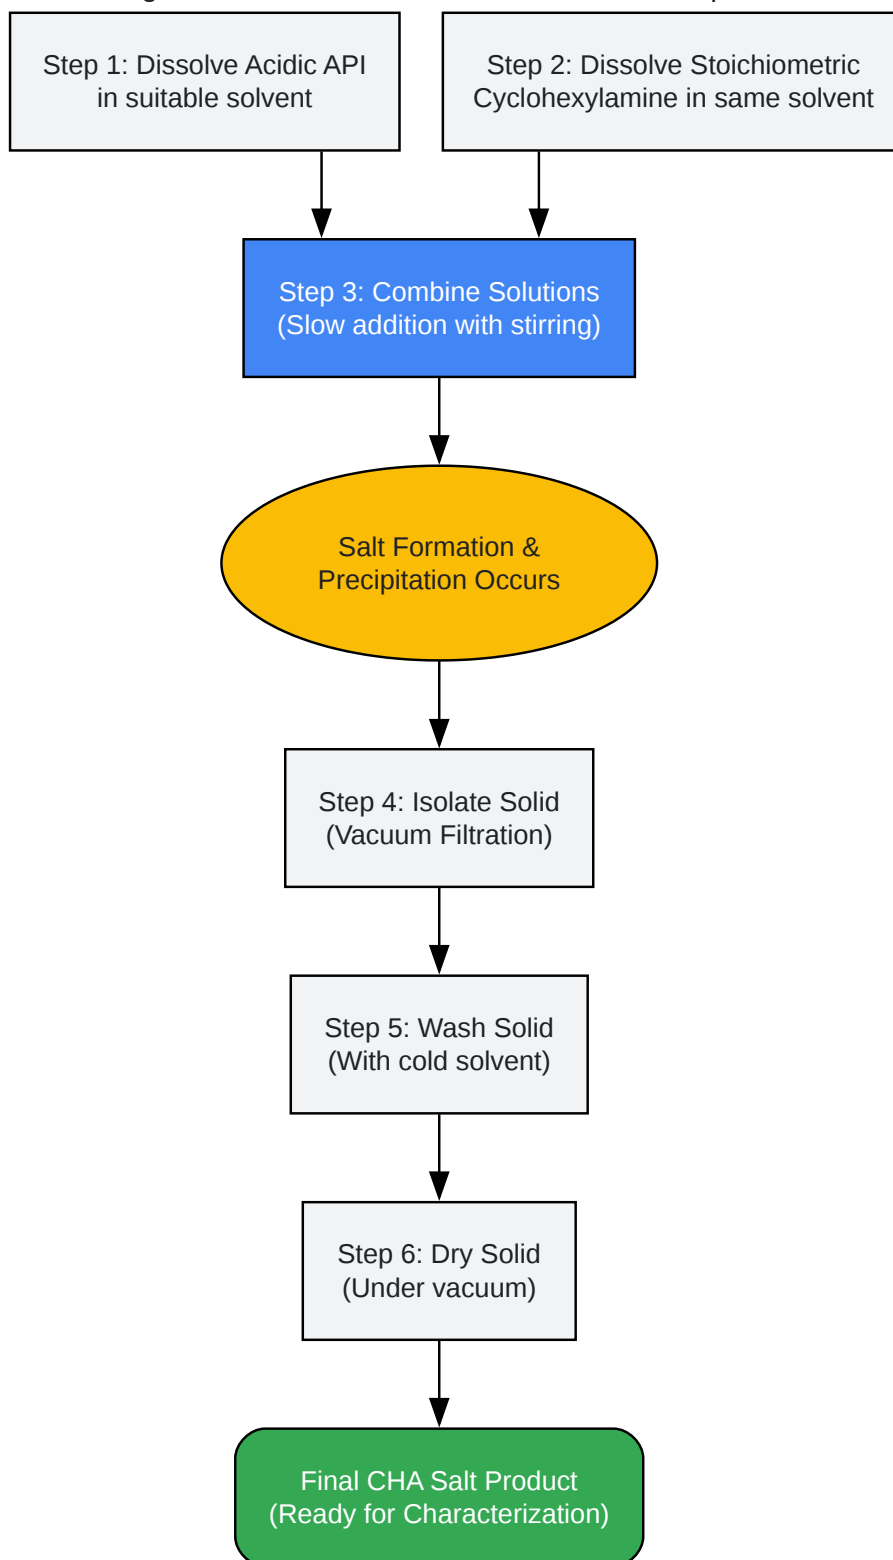 Step 1: Dissolve Acidic API
in suitable solvent
Step 2: Dissolve Stoichiometric
Cyclohexylamine in same solvent
Step 3: Combine Solutions
(Slow addition with stirring)
Salt Formation &
Precipitation Occurs
Step 4: Isolate Solid
(Vacuum Filtration)
Step 5: Wash Solid
(With cold solvent)
Step 6: Dry Solid
(Under vacuum)
Final CHA Salt Product
(Ready for Characterization)